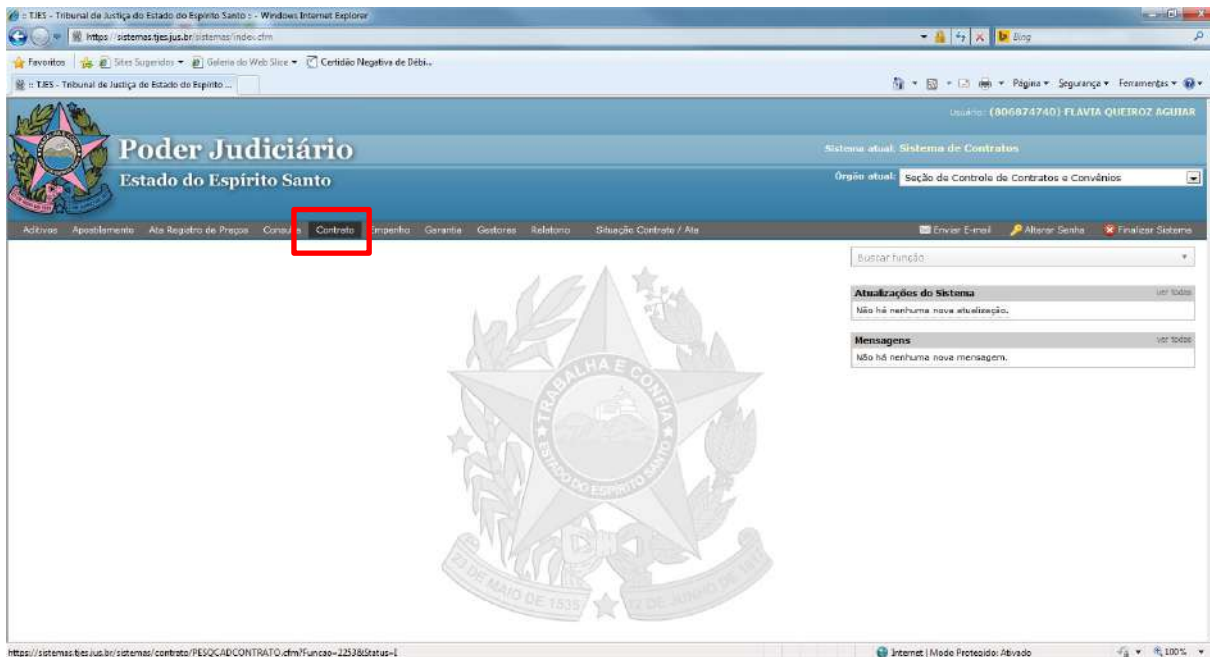 :: TJES - Tribunal de Justiça do Estado do Espírito Santo :: - Windows Internet Explorer
https://sistemas.tjes.jus.br/sistemas/index.cfm
Bing
Favoritos Sites Sugeridos Galeria do Web Slice Certidão Negativa de Débi...
:: TJES - Tribunal de Justiça do Estado do Espírito ...
Página Segurança Ferramentas
Usuário: (806874740) FLAVIA QUEIROZ AGUIAR
Poder Judiciário
Estado do Espírito Santo
Sistema atual: Sistema de Contratos
Órgão atual: Seção de Controle de Contratos e Convênios
Aditivos Apostilamento Ata Registro de Preços Consulta Contrato Empenho Garantia Gestores Relatorio Situação Contrato / Ata Enviar E-mail Alterar Senha Finalizar Sistema
Buscar função
Atualizações do Sistema ver todas
Não há nenhuma nova atualização.
Mensagens ver todas
Não há nenhuma nova mensagem.
TRABALHA E CONFIA
ESTADO DO ESPIRITO SANTO
23 DE MAIO DE 1535
12 DE JUNHO DE 1817
https://sistemas.tjes.jus.br/sistemas/contrato/PESQCADCONTRATO.cfm?Funcao=2253&Status=I
Internet | Modo Protegido: Ativado
100%